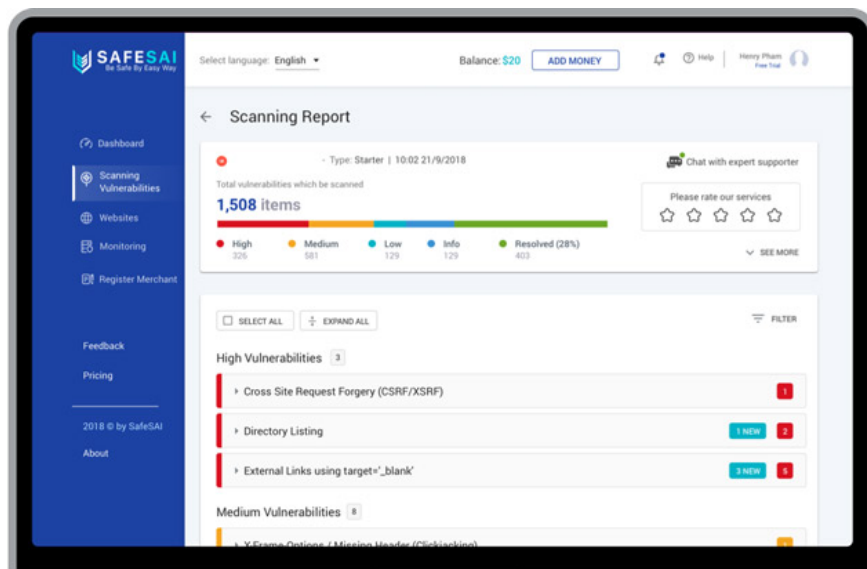 SAFESAI
Be Safe By Easy Way
Select language: English
Balance: $20
ADD MONEY
Help
Henry Pham
Free Trial
Dashboard
Scanning
Vulnerabilities
Websites
Monitoring
Register Merchant
Feedback
Pricing
2018 © by SafeSAI
About
Scanning Report
- Type: Starter | 10:02 21/9/2018
Chat with expert supporter
Total vulnerabilities which be scanned
1,508 items
Please rate our services
High
326
Medium
581
Low
129
Info
129
Resolved (28%)
403
SEE MORE
SELECT ALL
EXPAND ALL
FILTER
High Vulnerabilities 3
Cross Site Request Forgery (CSRF/XSRF) 1
Directory Listing 1 NEW 2
External Links using target='_blank' 3 NEW 5
Medium Vulnerabilities 8
X-Frame-Options / Missing Header (Clickjacking)